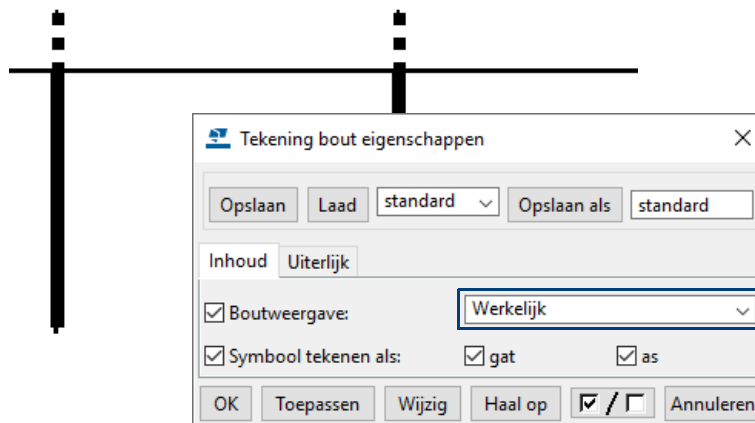 Tekening bout eigenschappen
Opslaan Laad standard Opslaan als standard
Inhoud Uiterlijk
Boutweergave: Werkelijk
Symbool tekenen als: gat as
OK Toepassen Wijzig Haal op / Annuleren